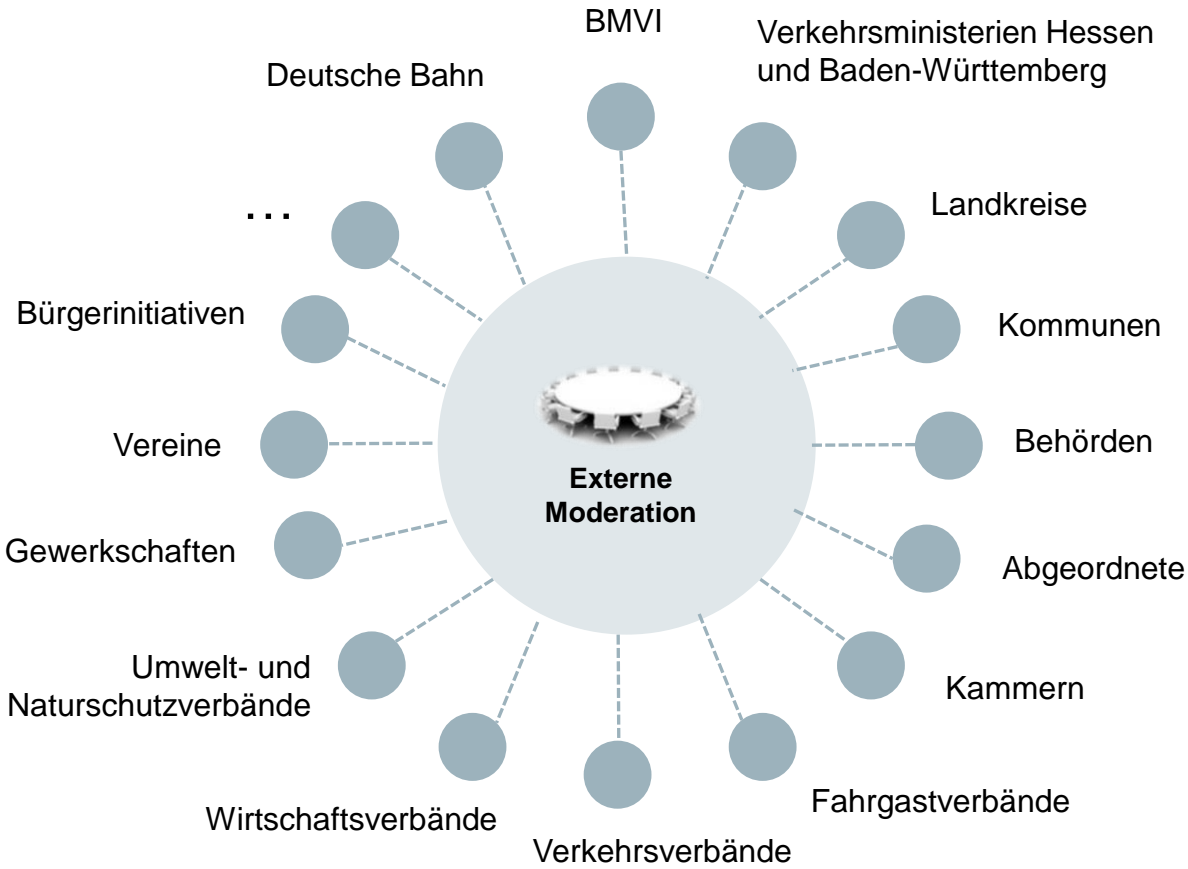 BMVI
Verkehrsministerien Hessen
und Baden-Württemberg
Deutsche Bahn
Landkreise
...
Bürgerinitiativen
Kommunen
Vereine
Behörden
Externe
Moderation
Gewerkschaften
Abgeordnete
Umwelt- und
Naturschutzverbände
Kammern
Fahrgastverbände
Wirtschaftsverbände
Verkehrsverbände